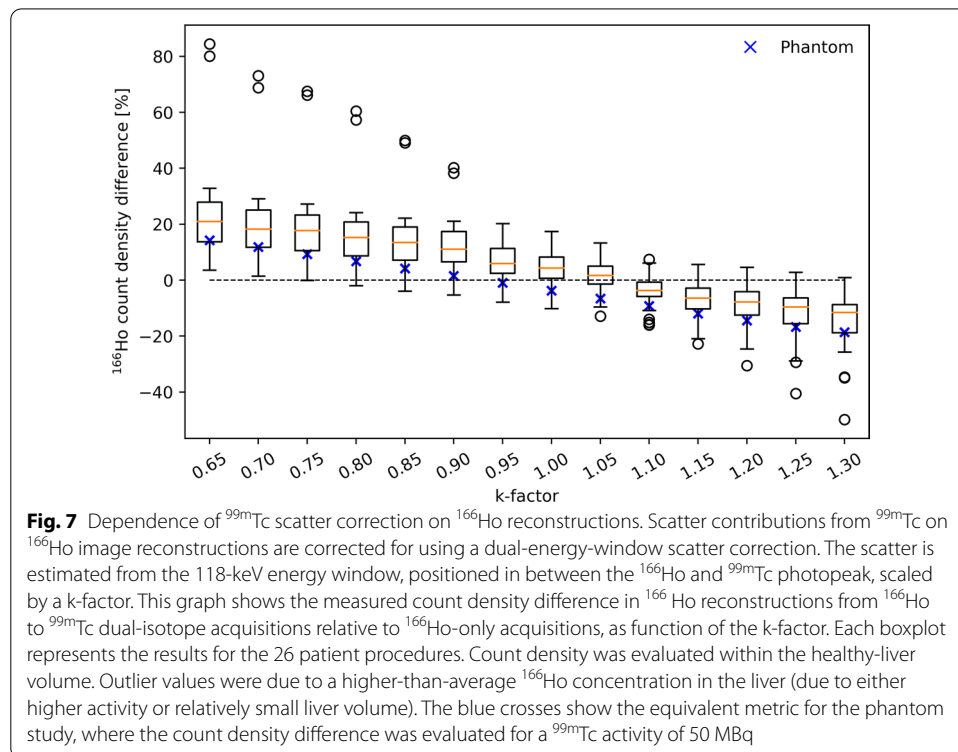 80
60
40
20
0
−20
−40
¹⁶⁶Ho count density difference [%]
Phantom
0.65 0.70 0.75 0.80 0.85 0.90 0.95 1.00 1.05 1.10 1.15 1.20 1.25 1.30
k-factor
Fig. 7 Dependence of ⁹⁹ᵐTc scatter correction on ¹⁶⁶Ho reconstructions. Scatter contributions from ⁹⁹ᵐTc on
¹⁶⁶Ho image reconstructions are corrected for using a dual-energy-window scatter correction. The scatter is
estimated from the 118-keV energy window, positioned in between the ¹⁶⁶Ho and ⁹⁹ᵐTc photopeak, scaled
by a k-factor. This graph shows the measured count density difference in ¹⁶⁶ Ho reconstructions from ¹⁶⁶Ho
to ⁹⁹ᵐTc dual-isotope acquisitions relative to ¹⁶⁶Ho-only acquisitions, as function of the k-factor. Each boxplot
represents the results for the 26 patient procedures. Count density was evaluated within the healthy-liver
volume. Outlier values were due to a higher-than-average ¹⁶⁶Ho concentration in the liver (due to either
higher activity or relatively small liver volume). The blue crosses show the equivalent metric for the phantom
study, where the count density difference was evaluated for a ⁹⁹ᵐTc activity of 50 MBq